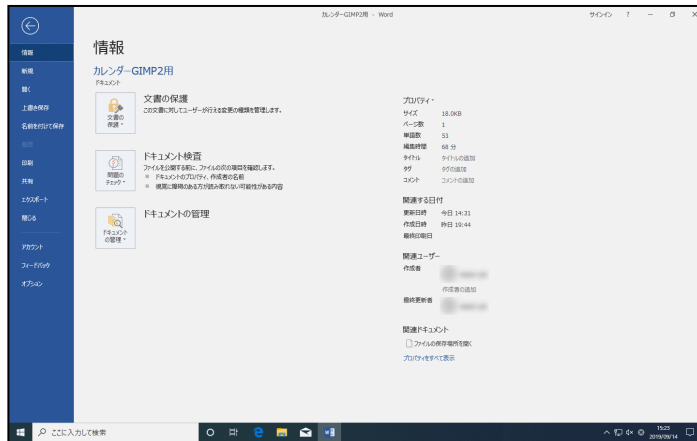 カレンダーGIMP2用 - Word
サインイン ?
情報
新規
開く
上書き保存
名前を付けて保存
履歴
印刷
共有
エクスポート
閉じる
アカウント
フィードバック
オプション
情報
カレンダーGIMP2用
ドキュメント
文書の保護
文書の保護
この文書に対してユーザーが行える変更の種類を管理します。
問題のチェック
ドキュメント検査
ファイルを公開する前に、ファイルの次の項目を確認します。
ドキュメントのプロパティ、作成者の名前
視覚に障碍のある方が読み取れない可能性がある内容
ドキュメントの管理
ドキュメントの管理
プロパティ
サイズ 18.0KB
ページ数 1
単語数 53
編集時間 68 分
タイトル タイトルの追加
タグ タグの追加
コメント コメントの追加
関連する日付
更新日時 今日 14:31
作成日時 昨日 19:44
最終印刷日
関連ユーザー
作成者
作成者の追加
最終更新者
関連ドキュメント
ファイルの保存場所を開く
プロパティをすべて表示
ここに入力して検索
15:23
2019/09/14